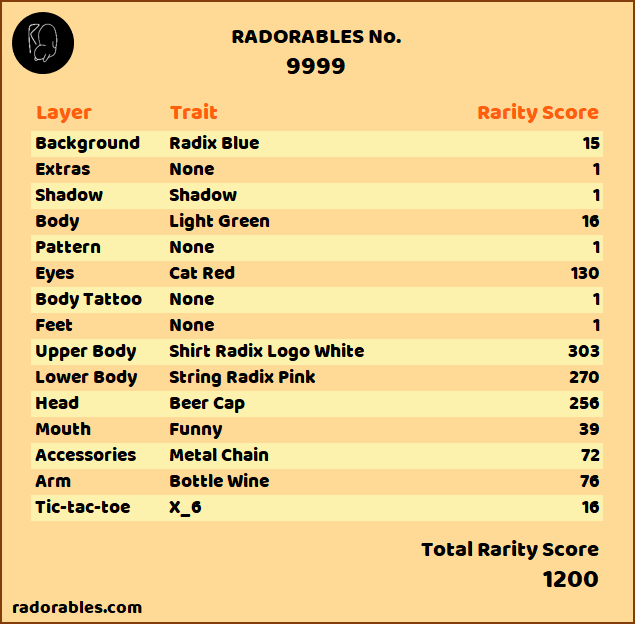 RADORABLES No.
9999
Layer Trait Rarity Score
Background Radix Blue 15
Extras None 1
Shadow Shadow 1
Body Light Green 16
Pattern None 1
Eyes Cat Red 130
Body Tattoo None 1
Feet None 1
Upper Body Shirt Radix Logo White 303
Lower Body String Radix Pink 270
Head Beer Cap 256
Mouth Funny 39
Accessories Metal Chain 72
Arm Bottle Wine 76
Tic-tac-toe X_6 16
Total Rarity Score
1200
radorables.com